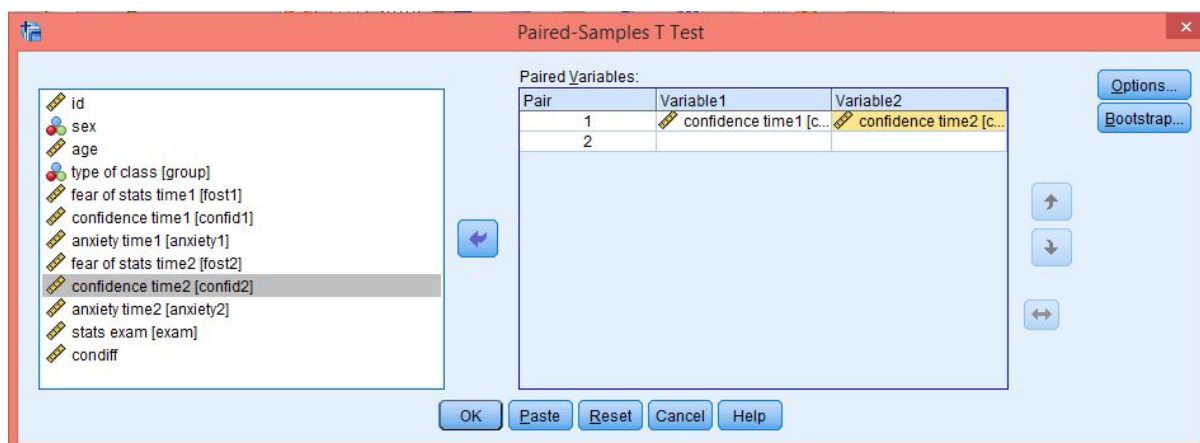 Paired-Samples T Test
x
id
sex
age
type of class [group]
fear of stats time1 [fost1]
confidence time1 [confid1]
anxiety time1 [anxiety1]
fear of stats time2 [fost2]
confidence time2 [confid2]
anxiety time2 [anxiety2]
stats exam [exam]
condiff
Paired Variables:
Pair Variable1 Variable2
1 confidence time1 [c... confidence time2 [c...
2
Options...
Bootstrap...
OK Paste Reset Cancel Help